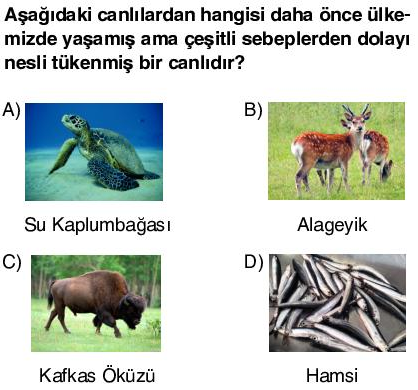 Aşağıdaki canlılardan hangisi daha önce ülke-
mizde yaşamış ama çeşitli sebeplerden dolayı
nesli tükenmiş bir canlıdır?
A) B)
Su Kaplumbağası Alageyik
C) D)
Kafkas Öküzü Hamsi